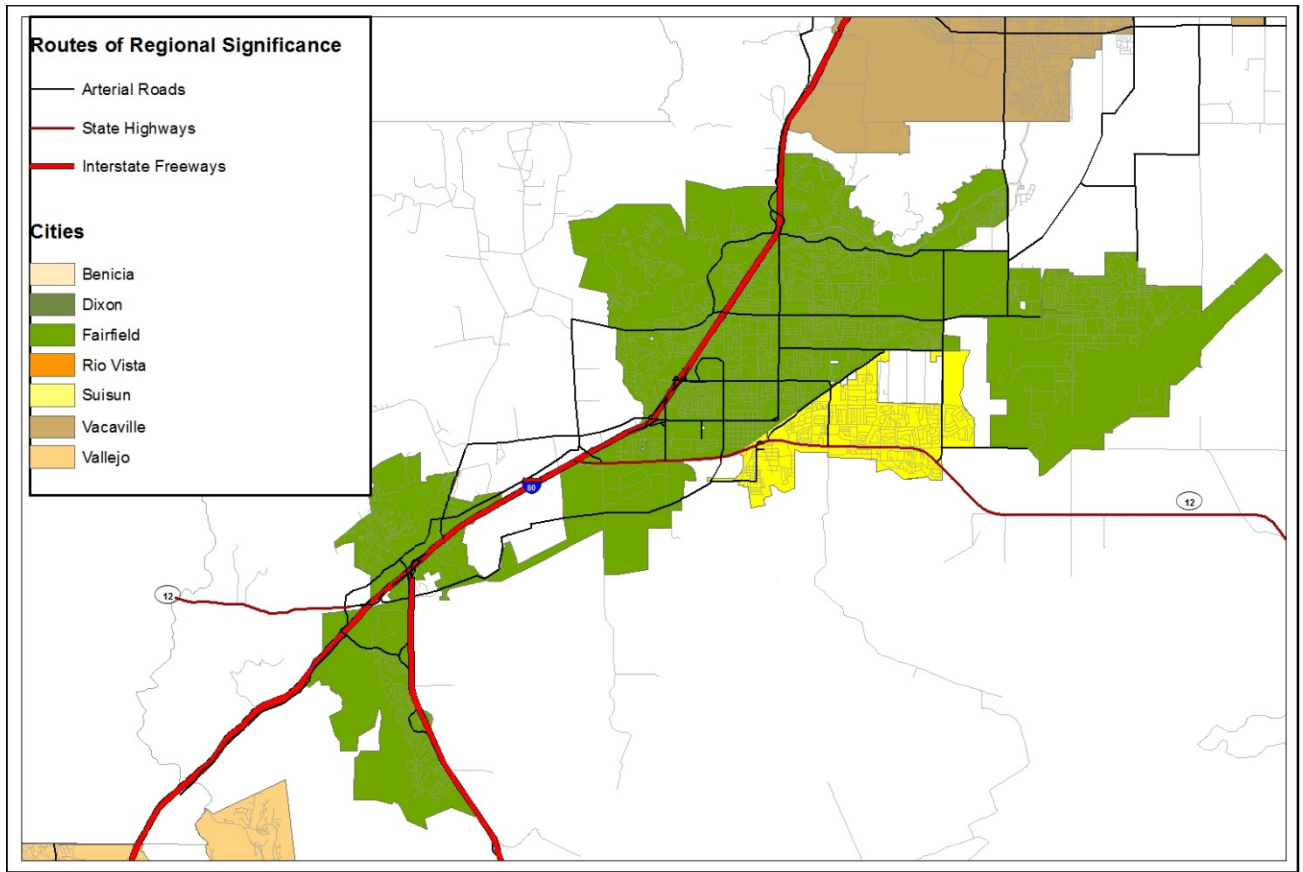 Routes of Regional Significance
Arterial Roads
State Highways
Interstate Freeways
Cities
Benicia
Dixon
Fairfield
Rio Vista
Suisun
Vacaville
Vallejo
80
12
12